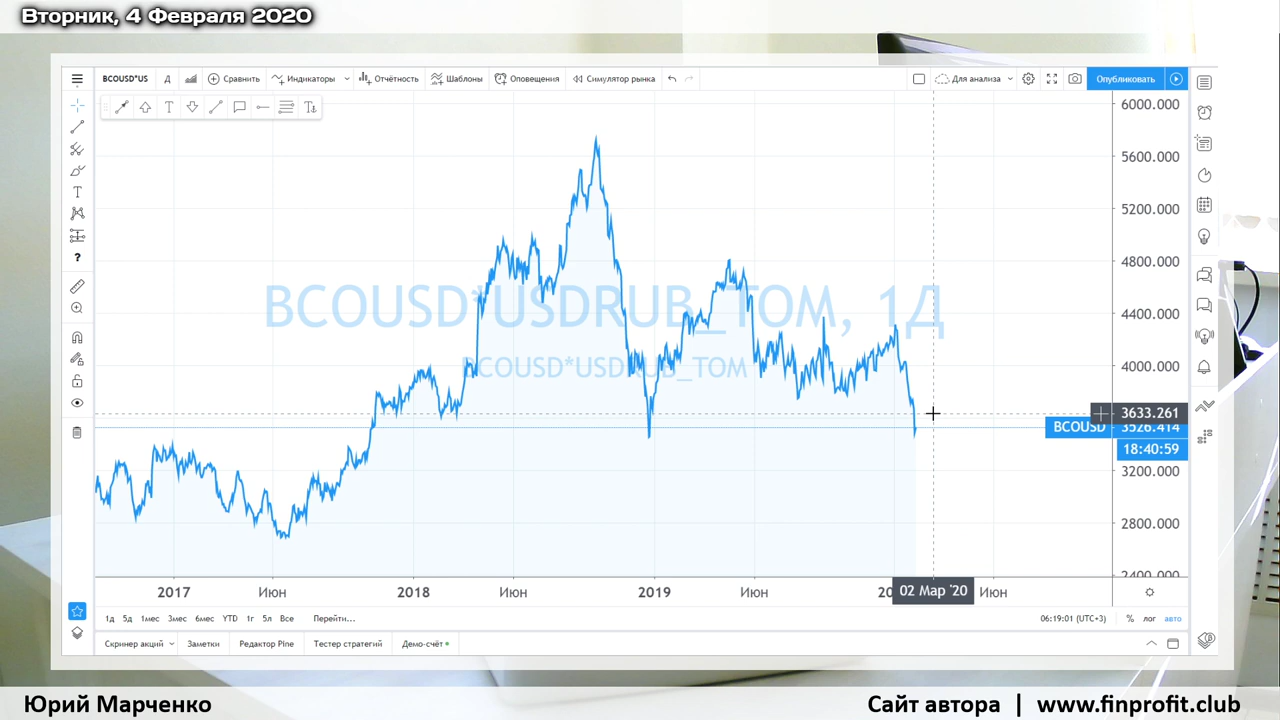 Вторник, 4 Февраля 2020
BCOUSD*US
Д
Сравнить
Индикаторы
Отчётность
Шаблоны
Оповещения
Симулятор рынка
Для анализа
Опубликовать
6000.000
5600.000
5200.000
4800.000
4400.000
4000.000
3633.261
BCOUSD 3526.414
18:40:59
3200.000
2800.000
2400.000
BCOUSD*USDRUB_TOM, 1Д
BCOUSD*USDRUB_TOM
2017 Июн 2018 Июн 2019 Июн 02 Мар '20 Июн
1д 5д 1мес 3мес 6мес YTD 1г 5л Все Перейти... 06:19:01 (UTC+3) % лог авто
Скринер акций Заметки Редактор Pine Тестер стратегий Демо-счёт
Юрий Марченко Сайт автора | www.finprofit.club